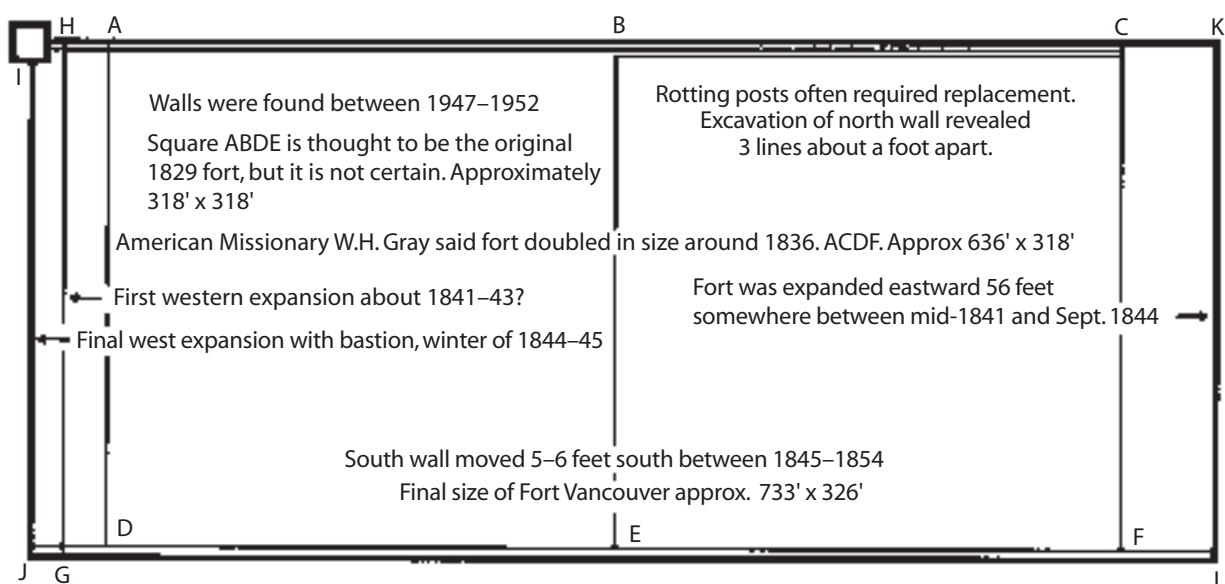 H A B C K
I
Walls were found between 1947–1952
Square ABDE is thought to be the original
1829 fort, but it is not certain. Approximately
318' x 318'
Rotting posts often required replacement.
Excavation of north wall revealed
3 lines about a foot apart.
American Missionary W.H. Gray said fort doubled in size around 1836. ACDF. Approx 636' x 318'
First western expansion about 1841–43?
Final west expansion with bastion, winter of 1844–45
Fort was expanded eastward 56 feet
somewhere between mid-1841 and Sept. 1844
South wall moved 5–6 feet south between 1845–1854
Final size of Fort Vancouver approx. 733' x 326'
D E F
J G L